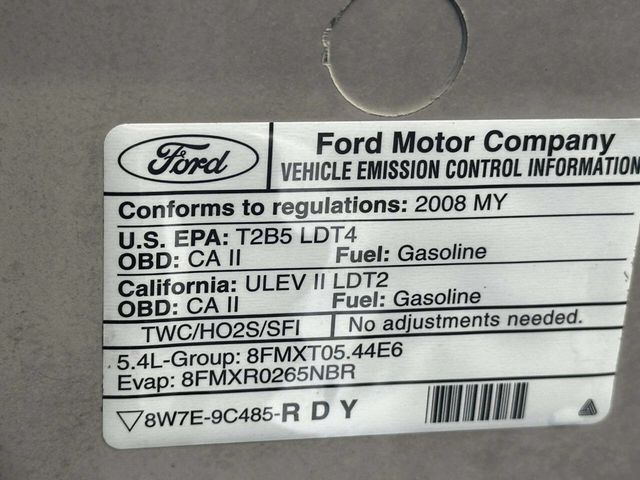 Ford
Ford Motor Company
VEHICLE EMISSION CONTROL INFORMATION
Conforms to regulations: 2008 MY
U.S. EPA: T2B5 LDT4
OBD: CA II Fuel: Gasoline
California: ULEV II LDT2
OBD: CA II Fuel: Gasoline
TWC/HO2S/SFI No adjustments needed.
5.4L-Group: 8FMXT05.44E6
Evap: 8FMXR0265NBR
▽8W7E-9C485-R D Y